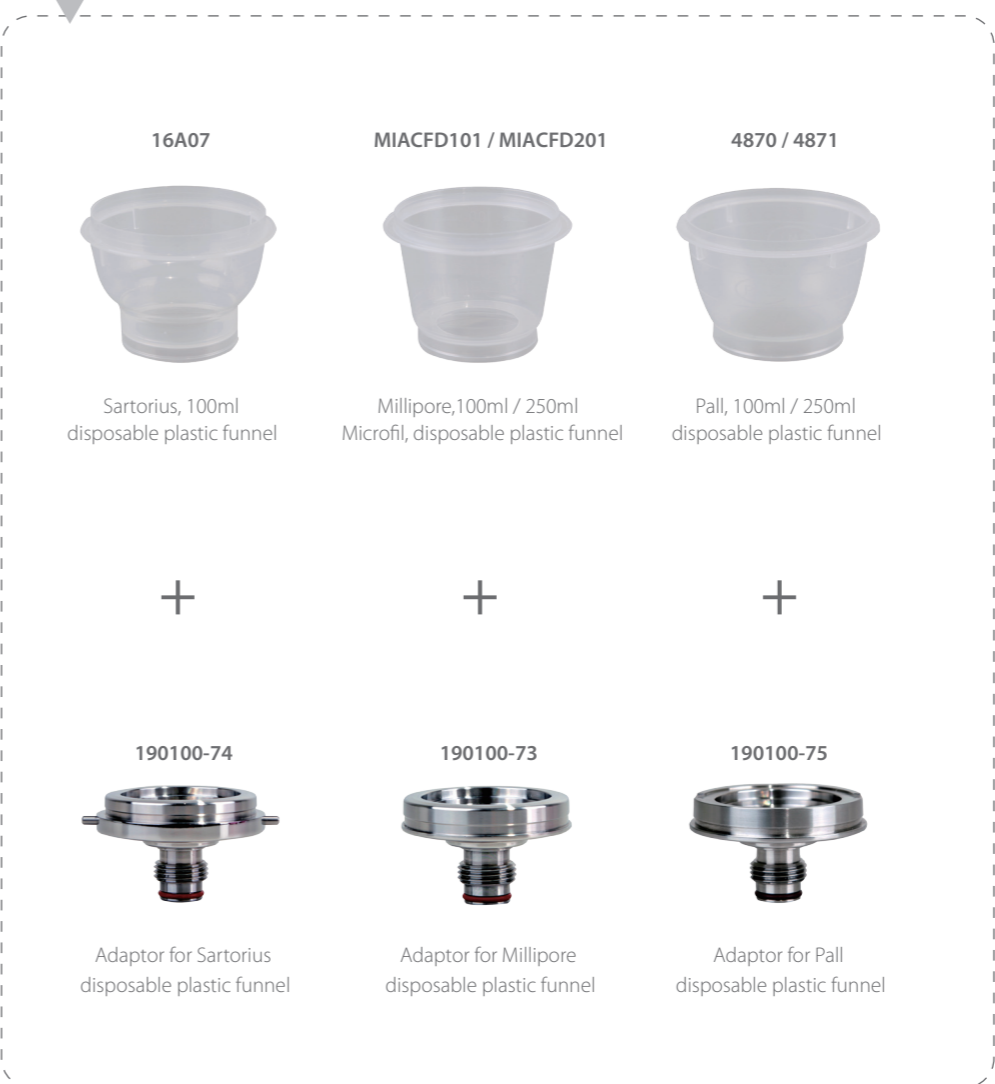 16A07
MIACFD101 / MIACFD201
4870 / 4871
Sartorius, 100ml
disposable plastic funnel
Millipore,100ml / 250ml
Microfil, disposable plastic funnel
Pall, 100ml / 250ml
disposable plastic funnel
+
+
+
190100-74
190100-73
190100-75
Adaptor for Sartorius
disposable plastic funnel
Adaptor for Millipore
disposable plastic funnel
Adaptor for Pall
disposable plastic funnel